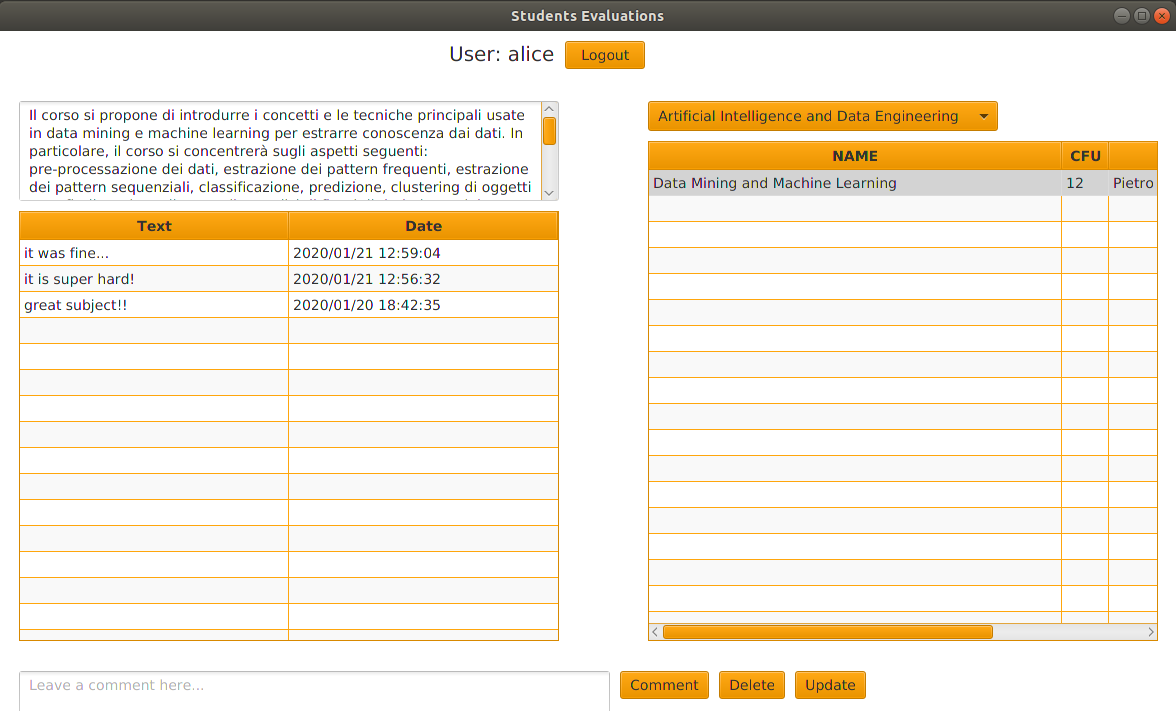 Students Evaluations
User: alice
Logout
Il corso si propone di introdurre i concetti e le tecniche principali usate
in data mining e machine learning per estrarre conoscenza dai dati. In
particolare, il corso si concentrerà sugli aspetti seguenti:
pre-processazione dei dati, estrazione dei pattern frequenti, estrazione
dei pattern sequenziali, classificazione, predizione, clustering di oggetti
Text Date
it was fine... 2020/01/21 12:59:04
it is super hard! 2020/01/21 12:56:32
great subject!! 2020/01/20 18:42:35
Artificial Intelligence and Data Engineering
NAME CFU
Data Mining and Machine Learning 12 Pietro
Leave a comment here...
Comment Delete Update